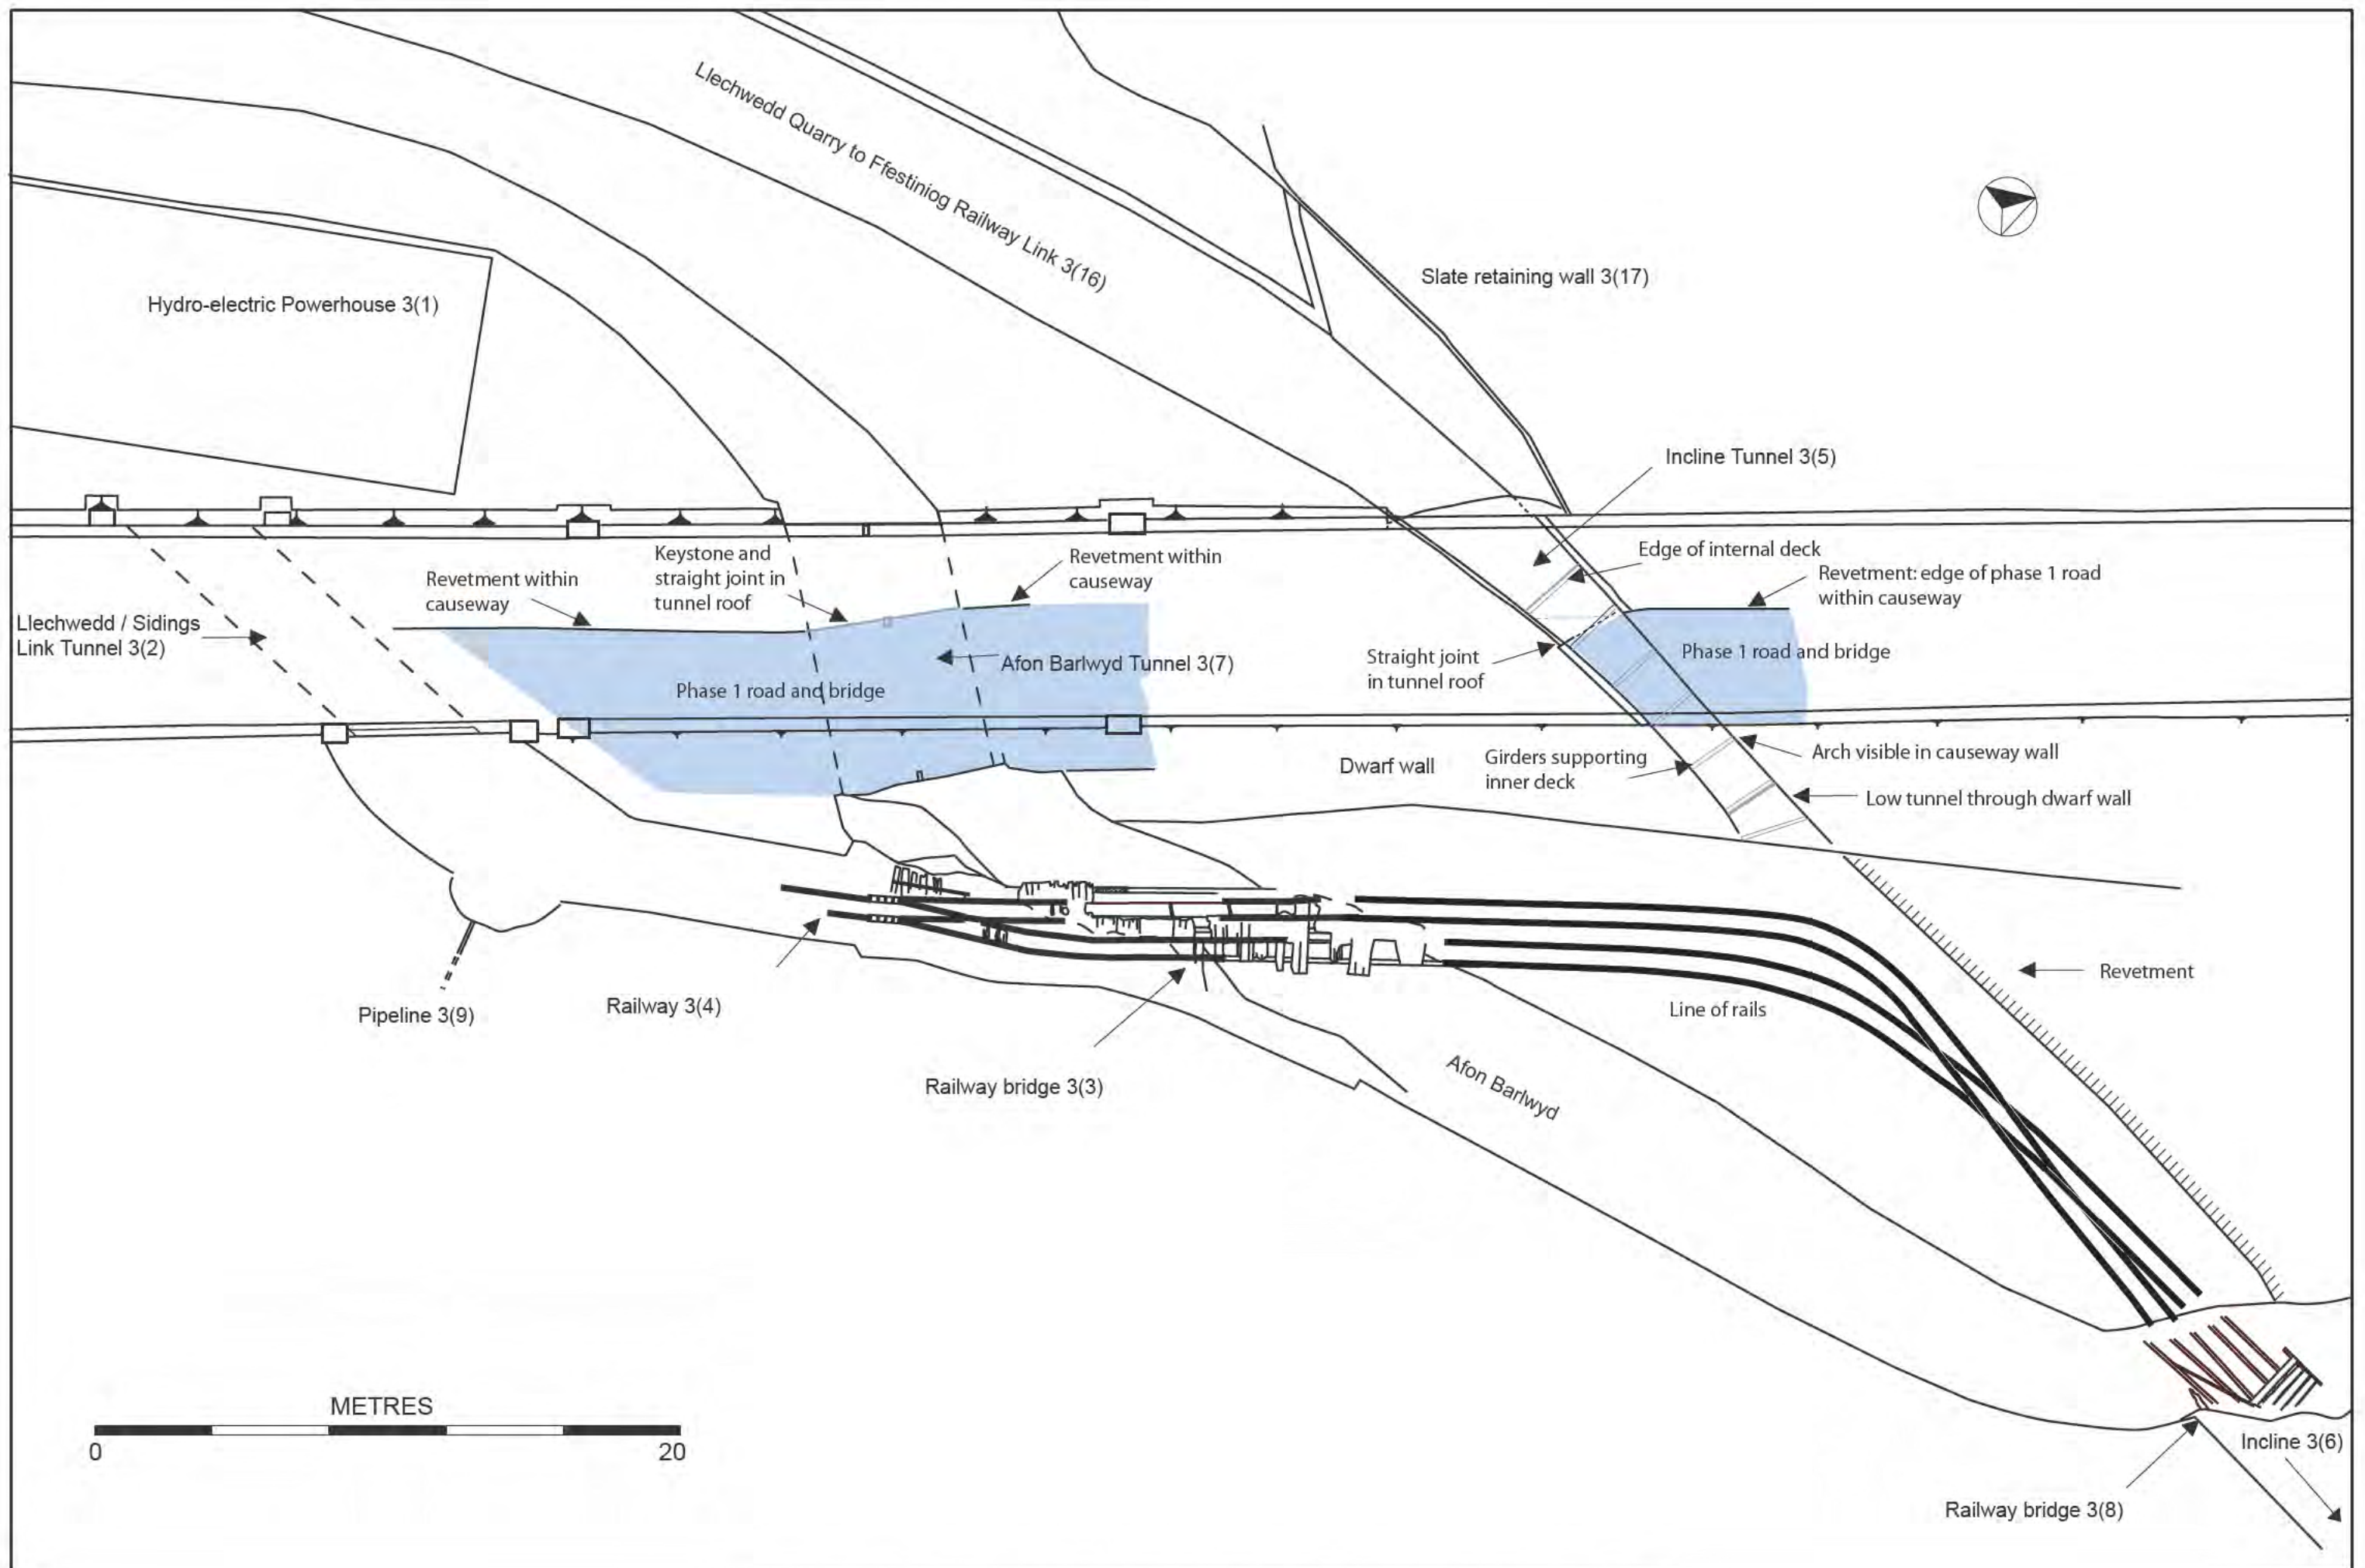 Llechwedd Quarry to Ffestiniog Railway Link 3(16)
Slate retaining wall 3(17)
Hydro-electric Powerhouse 3(1)
Incline Tunnel 3(5)
Edge of internal deck
Keystone and
straight joint in
tunnel roof
Revetment within
causeway
Revetment within
causeway
Revetment: edge of phase 1 road
within causeway
Llechwedd / Sidings
Link Tunnel 3(2)
Afon Barlwyd Tunnel 3(7)
Phase 1 road and bridge
Straight joint
in tunnel roof
Phase 1 road and bridge
Dwarf wall
Girders supporting
inner deck
Arch visible in causeway wall
Low tunnel through dwarf wall
Revetment
Pipeline 3(9)
Railway 3(4)
Line of rails
Railway bridge 3(3)
Afon Barlwyd
METRES
0
20
Incline 3(6)
Railway bridge 3(8)